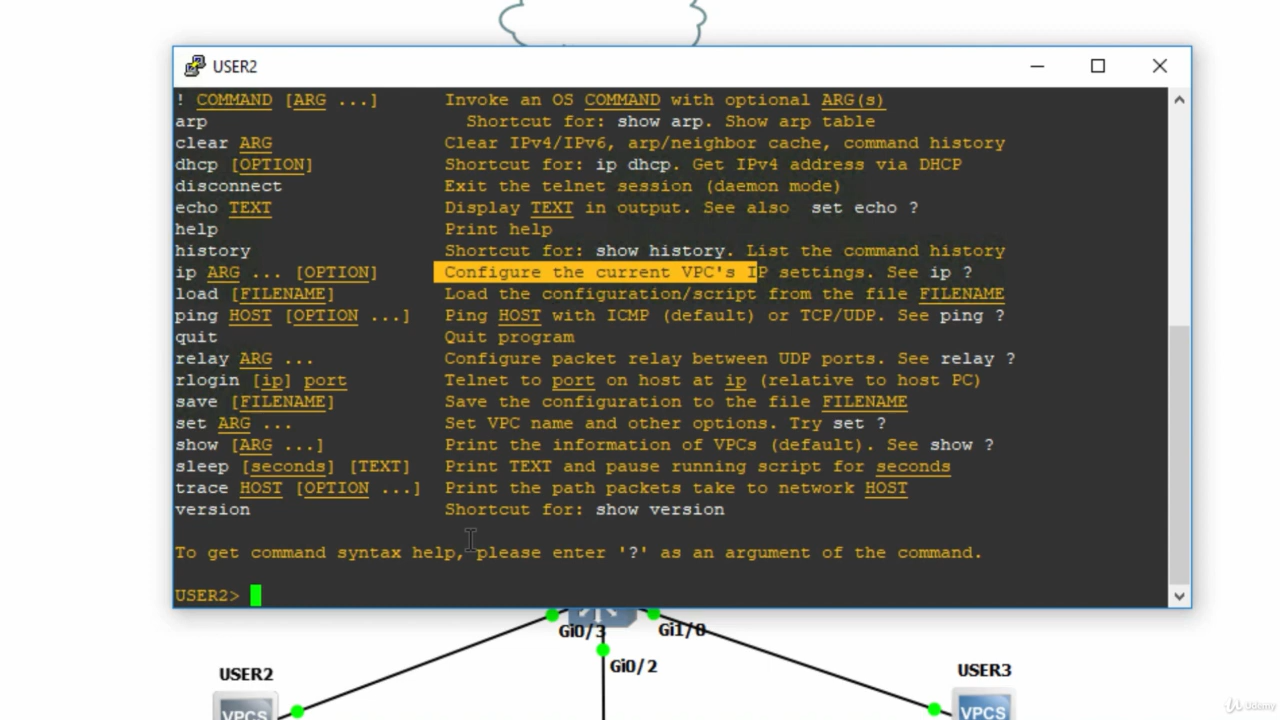 USER2
! COMMAND [ARG ...] Invoke an OS COMMAND with optional ARG(s)
arp Shortcut for: show arp. Show arp table
clear ARG Clear IPv4/IPv6, arp/neighbor cache, command history
dhcp [OPTION] Shortcut for: ip dhcp. Get IPv4 address via DHCP
disconnect Exit the telnet session (daemon mode)
echo TEXT Display TEXT in output. See also set echo ?
help Print help
history Shortcut for: show history. List the command history
ip ARG ... [OPTION] Configure the current VPC's IP settings. See ip ?
load [FILENAME] Load the configuration/script from the file FILENAME
ping HOST [OPTION ...] Ping HOST with ICMP (default) or TCP/UDP. See ping ?
quit Quit program
relay ARG ... Configure packet relay between UDP ports. See relay ?
rlogin [ip] port Telnet to port on host at ip (relative to host PC)
save [FILENAME] Save the configuration to the file FILENAME
set ARG ... Set VPC name and other options. Try set ?
show [ARG ...] Print the information of VPCs (default). See show ?
sleep [seconds] [TEXT] Print TEXT and pause running script for seconds
trace HOST [OPTION ...] Print the path packets take to network HOST
version Shortcut for: show version
To get command syntax help, please enter '?' as an argument of the command.
USER2>
Gi0/3 Gi1/0
Gi0/2
USER2 USER3
VPCS VPCS
Udemy